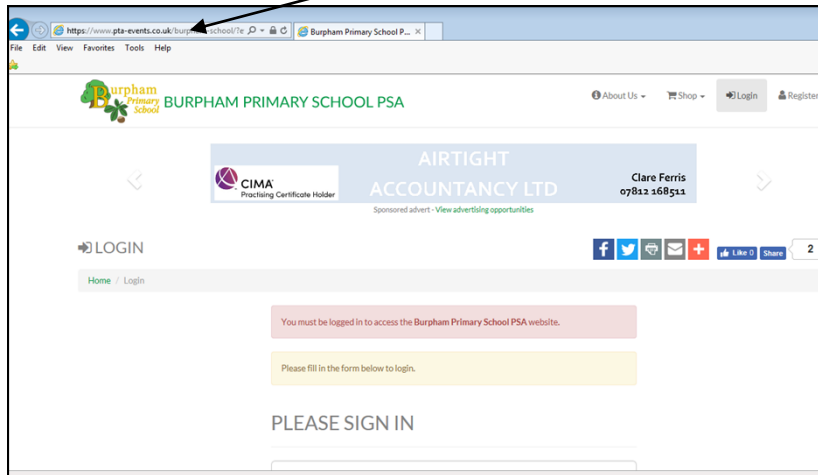 https://www.pta-events.co.uk/burpham-school/?e
Burpham Primary School P...
File Edit View Favorites Tools Help
Burpham
Primary
School
BURPHAM PRIMARY SCHOOL PSA
About Us
Shop
Login
Register
CIMA
Practising Certificate Holder
AIRTIGHT
ACCOUNTANCY LTD
Clare Ferris
07812 168511
Sponsored advert - View advertising opportunities
LOGIN
Like 0
Share
2
Home / Login
You must be logged in to access the Burpham Primary School PSA website.
Please fill in the form below to login.
PLEASE SIGN IN